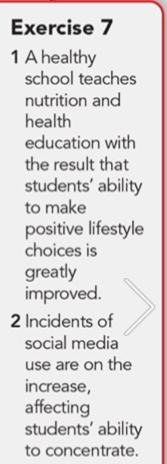 Exercise 7
1 A healthy
school teaches
nutrition and
health
education with
the result that
students’ ability
to make
positive lifestyle
choices is
greatly
improved.
2 Incidents of
social media
use are on the
increase,
affecting
students’ ability
to concentrate.